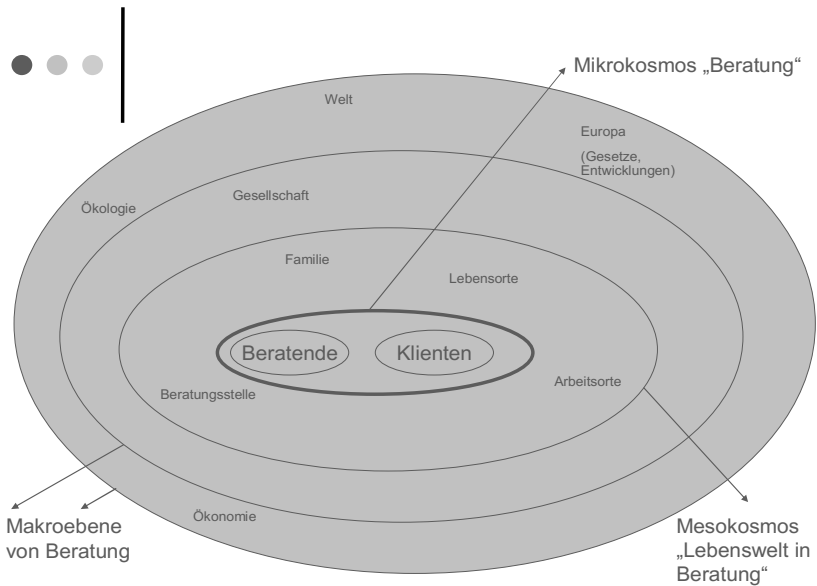 Mikrokosmos „Beratung“
Welt
Europa
(Gesetze,
Entwicklungen)
Ökologie
Gesellschaft
Familie
Lebensorte
Beratende
Klienten
Arbeitsorte
Beratungsstelle
Ökonomie
Makroebene
von Beratung
Mesokosmos
„Lebenswelt in
Beratung“